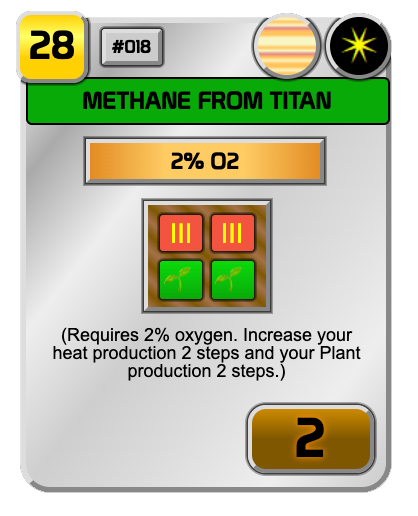 28
#018
METHANE FROM TITAN
2% O2
(Requires 2% oxygen. Increase your
heat production 2 steps and your Plant
production 2 steps.)
2